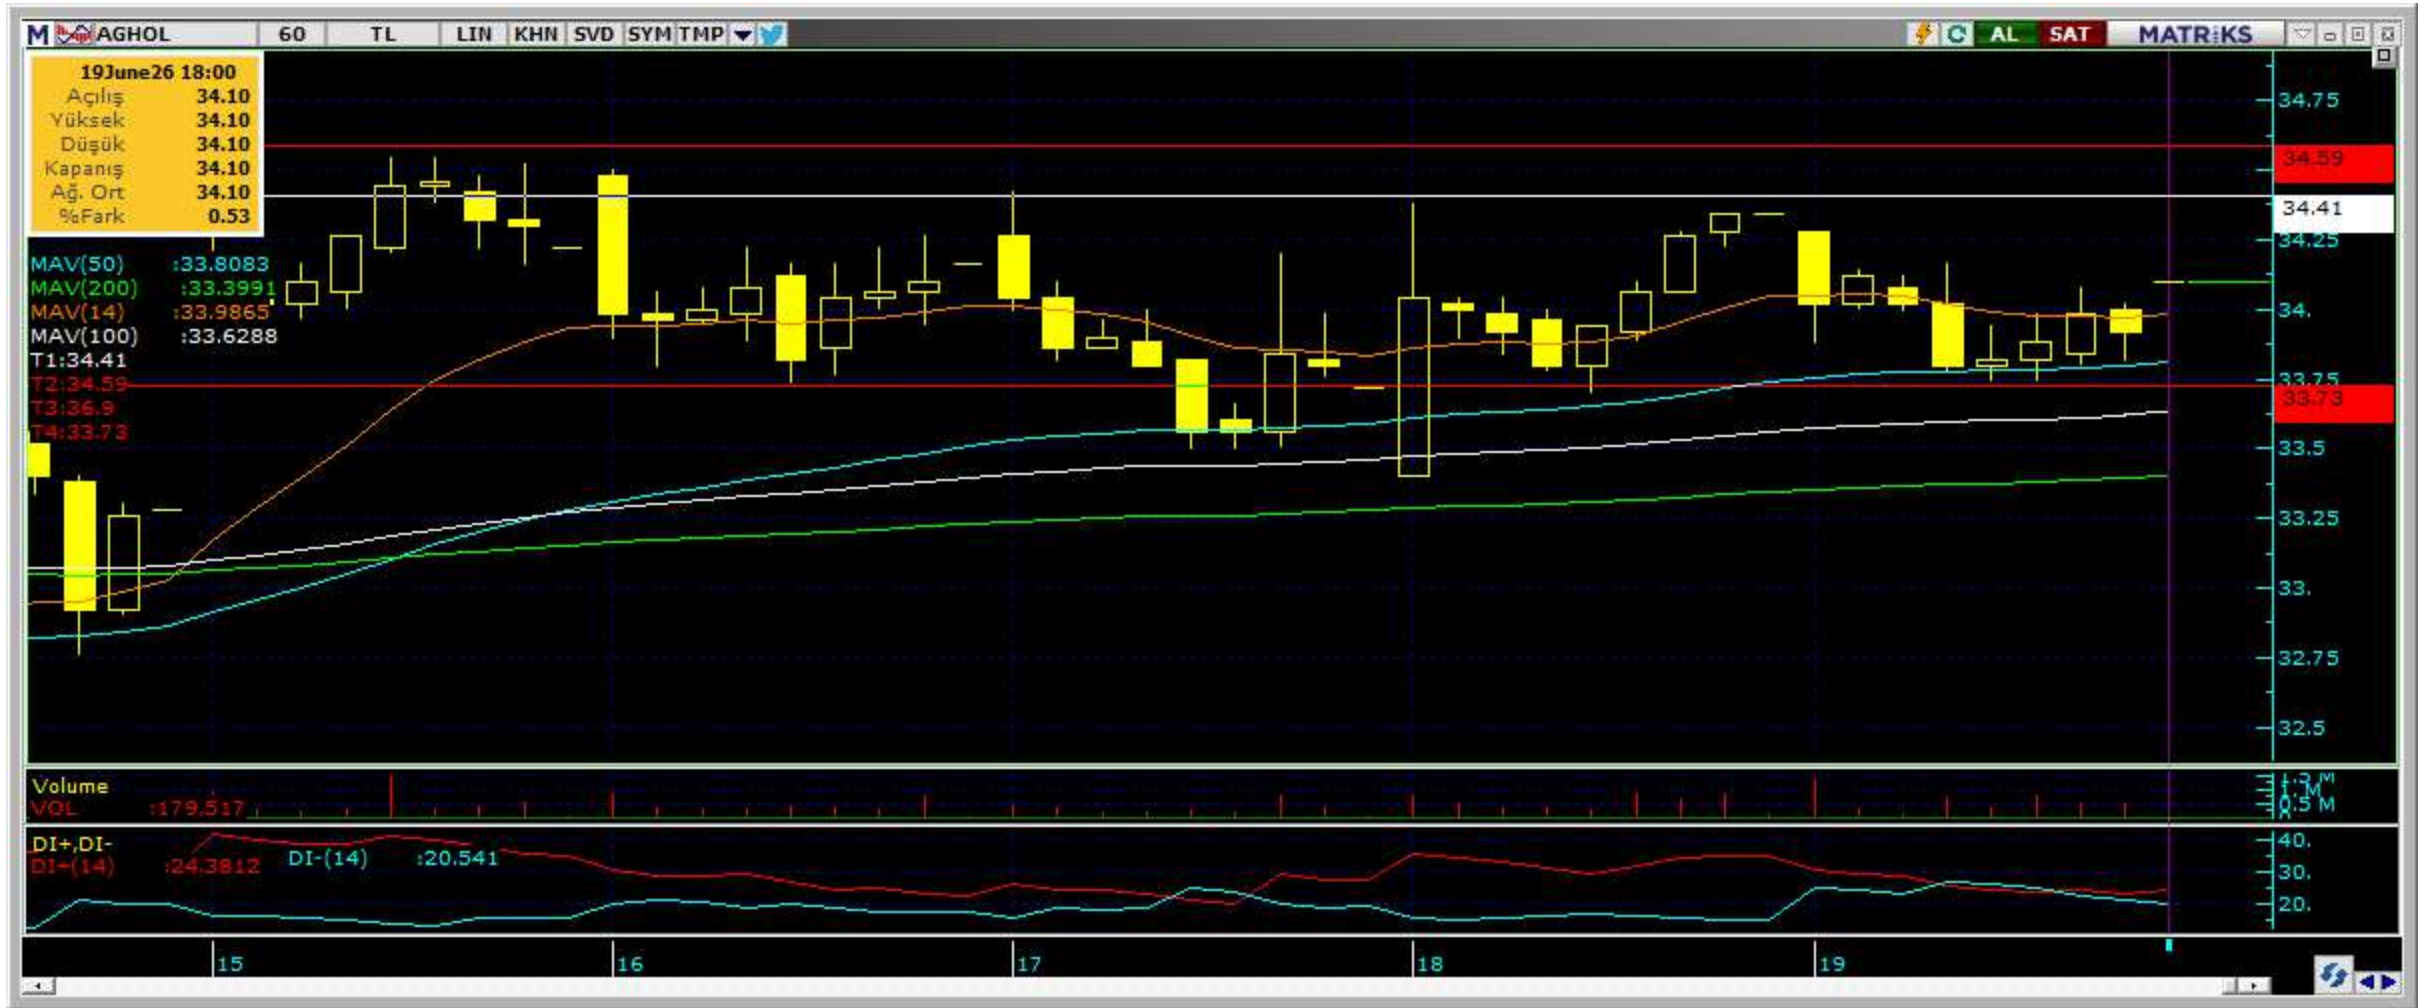 M AGHOL 60 TL LIN KHN SVD SYM TMP AL SAT MATRiKS
19June26 18:00
Açılış 34.10
Yüksek 34.10
Düşük 34.10
Kapanış 34.10
Ağ. Ort 34.10
%Fark 0.53
MAV(50) :33.8083
MAV(200) :33.3991
MAV(14) :33.9865
MAV(100) :33.6288
T1:34.41
T2:34.59
T3:36.9
T4:33.73
34.75
34.59
34.41
34.25
34.
33.75
33.73
33.5
33.25
33.
32.75
32.5
Volume
VOL :179,517
1.5 M
1. M
0.5 M
DI+,DI-
DI+(14) :24.3812 DI-(14) :20.541
40.
30.
20.
15 16 17 18 19